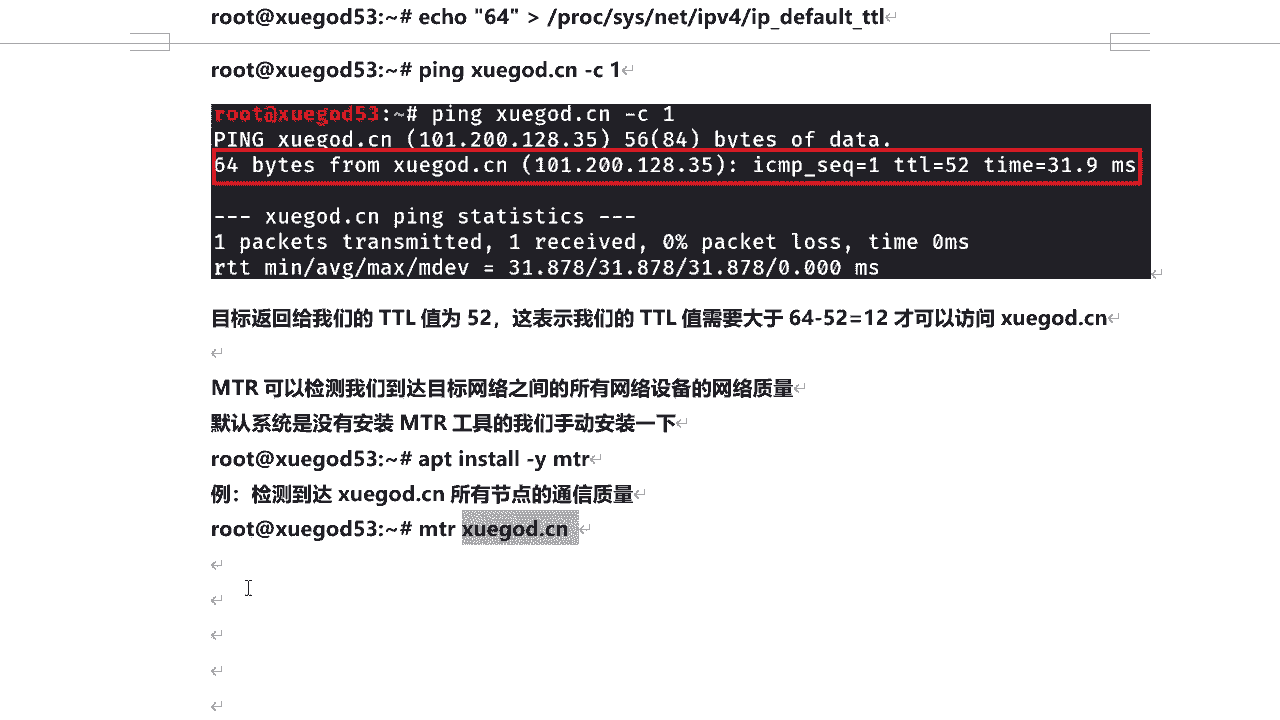 root@xuegod53:~# echo "64" > /proc/sys/net/ipv4/ip_default_ttl
root@xuegod53:~# ping xuegod.cn -c 1
root@xuegod53:~# ping xuegod.cn -c 1
PING xuegod.cn (101.200.128.35) 56(84) bytes of data.
64 bytes from xuegod.cn (101.200.128.35): icmp_seq=1 ttl=52 time=31.9 ms
--- xuegod.cn ping statistics ---
1 packets transmitted, 1 received, 0% packet loss, time 0ms
rtt min/avg/max/mdev = 31.878/31.878/31.878/0.000 ms
目标返回给我们的 TTL 值为 52，这表示我们的 TTL 值需要大于 64-52=12 才可以访问 xuegod.cn
MTR 可以检测我们到达目标网络之间的所有网络设备的网络质量
默认系统是没有安装 MTR 工具的我们手动安装一下
root@xuegod53:~# apt install -y mtr
例：检测到达 xuegod.cn 所有节点的通信质量
root@xuegod53:~# mtr xuegod.cn